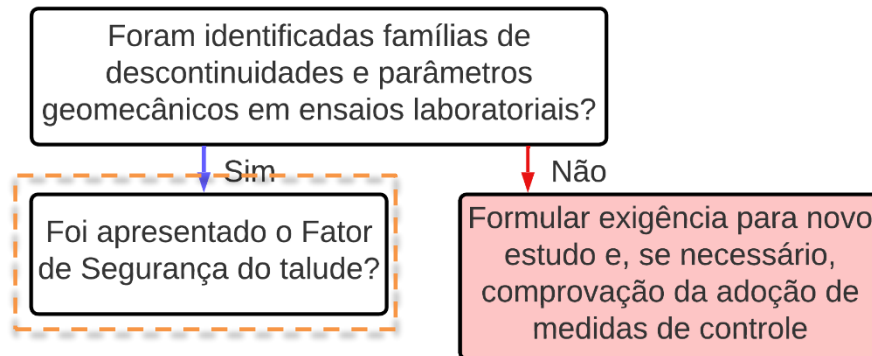 Foram identificadas famílias de
descontinuidades e parâmetros
geomecânicos em ensaios laboratoriais?
Sim
Não
Foi apresentado o Fator
de Segurança do talude?
Formular exigência para novo
estudo e, se necessário,
comprovação da adoção de
medidas de controle